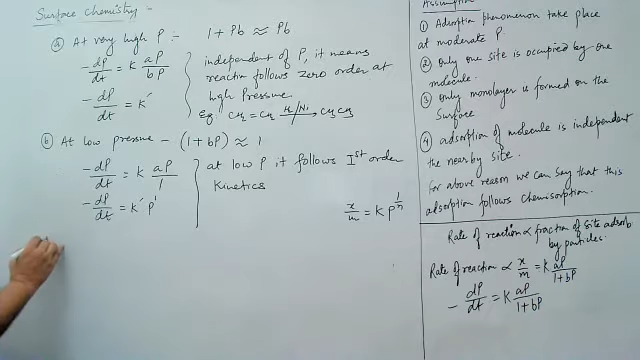 Surface Chemistry -
(a) At very high P :- 1 + Pb ≈ Pb
-dP/dt = K aP/bP
-dP/dt = K′
independent of P, it means
reactn follows zero order at
high Pressure.
Eg CH₂ = CH₂ H₂/Ni → CH₃ CH₃
(b) At low pressure - (1 + bP) ≈ 1
-dP/dt = K aP/1
-dP/dt = K′ P¹
at low P it follows Iˢᵗ order
Kinetics
x/m = K P^(1/n)
Assumption
(1) Adsorption phenomenon take place
at moderate P.
(2) only one site is occupied by one
molecule.
(3) only monolayer is formed on the
Surface
(4) adsorption of molecule is independent
the nearby site.
for above reason we can Say that this
adsorption follows chemisorption.
Rate of reaction ∝ fraction of site adsorb
by particles.
Rate of reaction ∝ x/m = K aP/1+bP
- dP/dt = K aP/1+bP